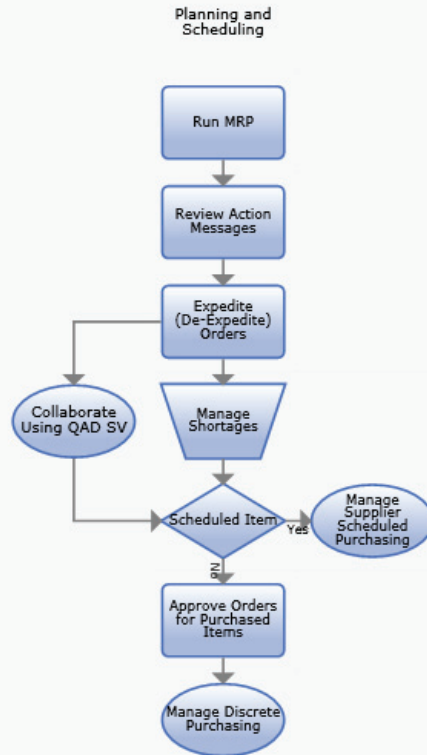 Planning and
Scheduling
Run MRP
Review Action
Messages
Expedite
(De-Expedite)
Orders
Collaborate
Using QAD SV
Manage
Shortages
Scheduled Item
Yes
Manage
Supplier
Scheduled
Purchasing
No
Approve Orders
for Purchased
Items
Manage Discrete
Purchasing